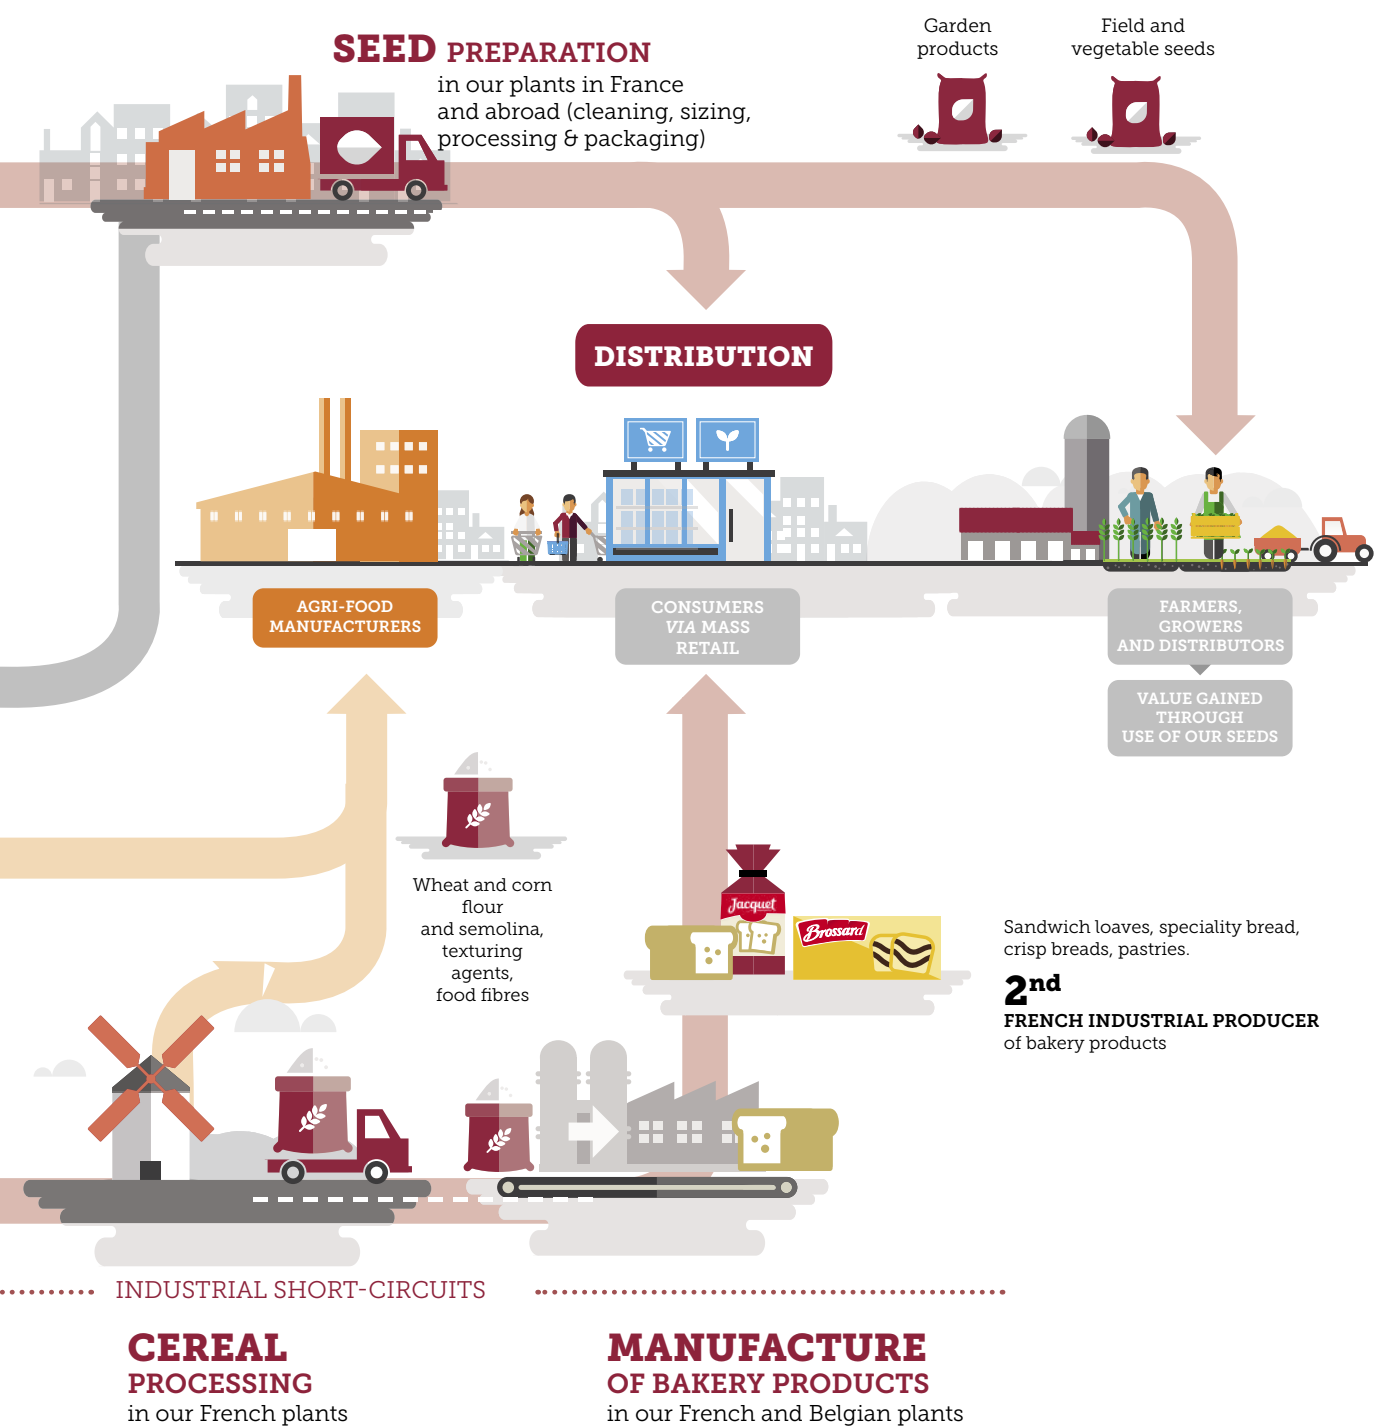 SEED PREPARATION
in our plants in France
and abroad (cleaning, sizing,
processing & packaging)
Garden
products
Field and
vegetable seeds
DISTRIBUTION
AGRI-FOOD
MANUFACTURERS
CONSUMERS
VIA MASS
RETAIL
FARMERS,
GROWERS
AND DISTRIBUTORS
VALUE GAINED
THROUGH
USE OF OUR SEEDS
Wheat and corn
flour
and semolina,
texturing
agents,
food fibres
Jacquet
Brossard
Sandwich loaves, speciality bread,
crisp breads, pastries.
2nd
FRENCH INDUSTRIAL PRODUCER
of bakery products
INDUSTRIAL SHORT-CIRCUITS
CEREAL
PROCESSING
in our French plants
MANUFACTURE
OF BAKERY PRODUCTS
in our French and Belgian plants